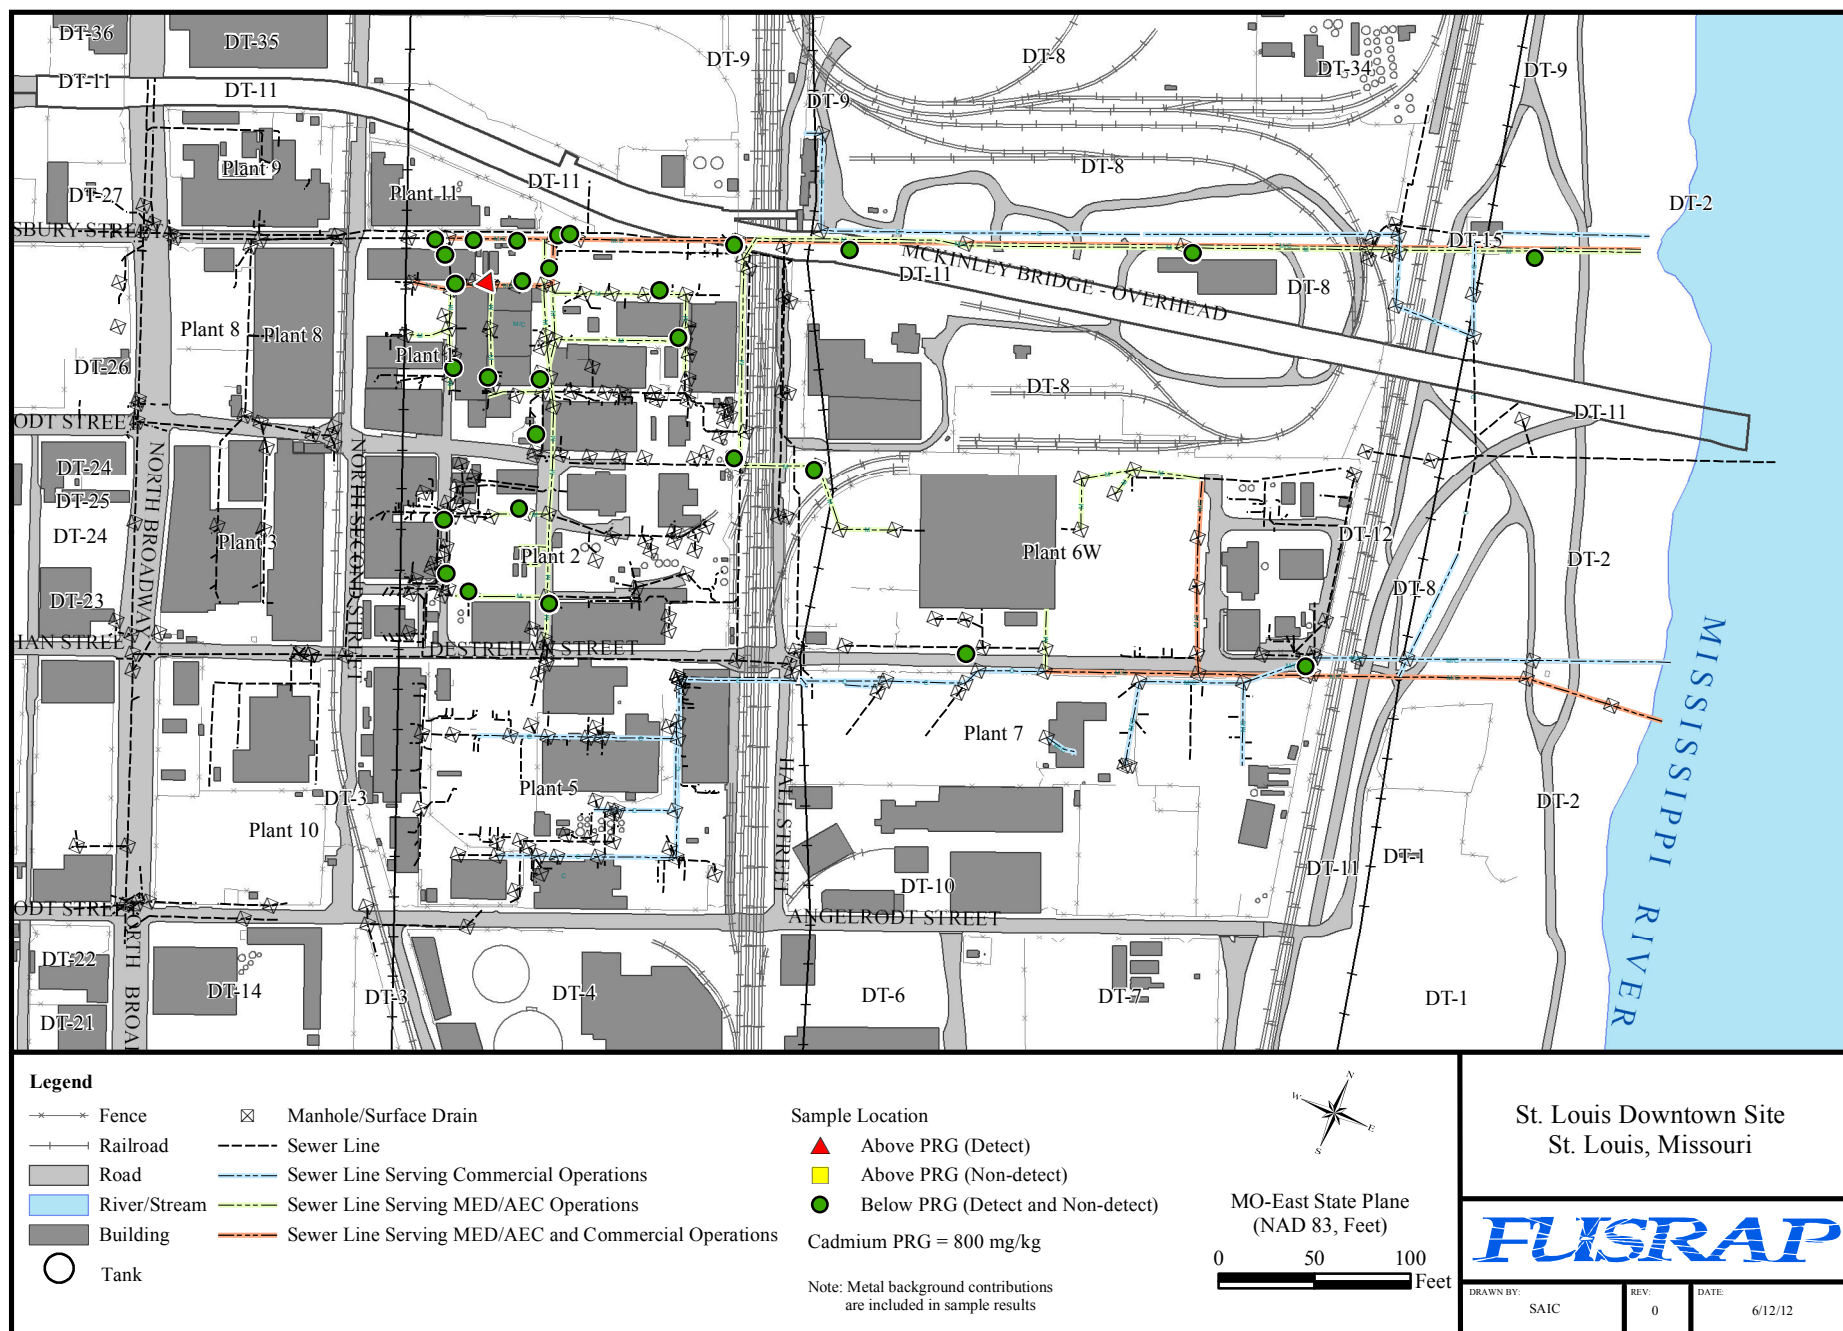 DT-36
DT-35
DT-9
DT-8
DT-34
DT-9
DT-11
DT-11
DT-9
Plant 9
DT-27
Plant 11
DT-11
DT-8
DT-2
SBURY STREET
DT-15
MCKINLEY BRIDGE - OVERHEAD
DT-11
DT-8
Plant 8
Plant 8
Plant 1
DT-26
DT-8
DT-11
ODT STREE
NORTH BROADWAY
NORTH SECOND STREET
DT-24
DT-25
DT-24
Plant 3
Plant 2
Plant 6W
DT-12
DT-2
DT-8
DT-23
HAN STREE
DESTREHAN STREET
MISSISSIPPI RIVER
Plant 7
HALL STREET
DT-3
Plant 5
DT-2
Plant 10
DT-1
DT-11
DT-10
ODT STREE
ANGELRODT STREET
NORTH BROAD
DT-22
DT-14
DT-3
DT-4
DT-6
DT-7
DT-1
DT-21
Legend
Fence
Railroad
Road
River/Stream
Building
Tank
Manhole/Surface Drain
Sewer Line
Sewer Line Serving Commercial Operations
Sewer Line Serving MED/AEC Operations
Sewer Line Serving MED/AEC and Commercial Operations
Sample Location
Above PRG (Detect)
Above PRG (Non-detect)
Below PRG (Detect and Non-detect)
Cadmium PRG = 800 mg/kg
Note: Metal background contributions
are included in sample results
N
W
E
S
MO-East State Plane
(NAD 83, Feet)
0 50 100
Feet
St. Louis Downtown Site
St. Louis, Missouri
FUSRAP
DRAWN BY:
SAIC
REV:
0
DATE:
6/12/12